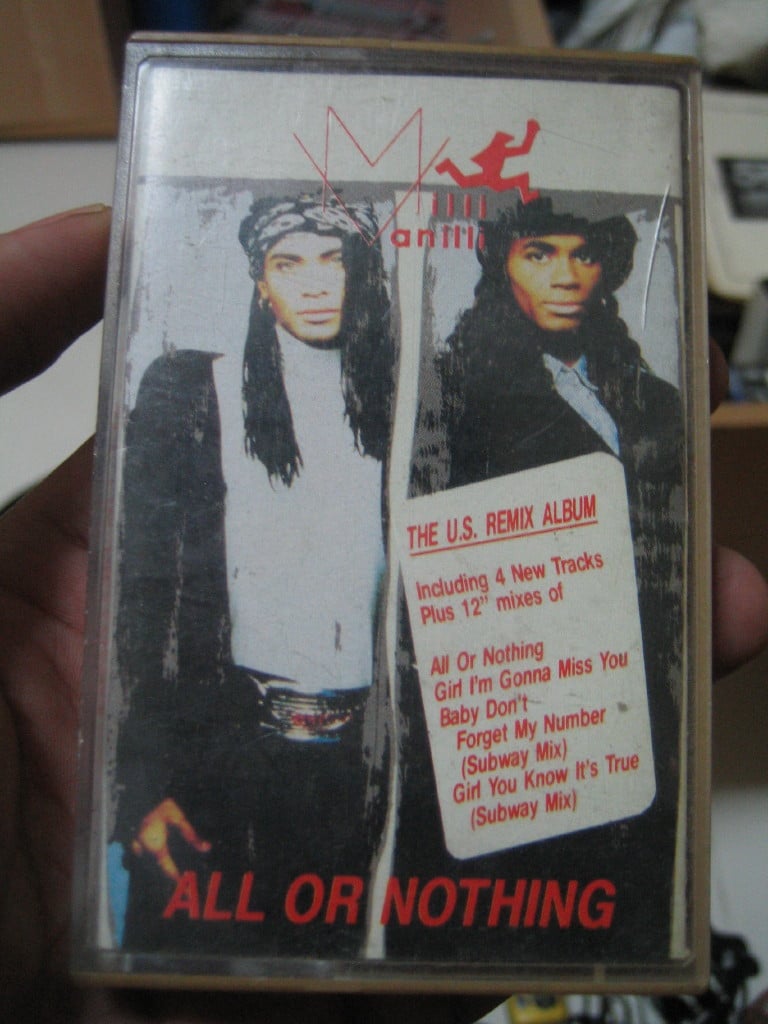 Milli
Manilli
THE U.S. REMIX ALBUM
Including 4 New Tracks
Plus 12" mixes of
All Or Nothing
Girl I'm Gonna Miss You
Baby Don't
Forget My Number
(Subway Mix)
Girl You Know It's True
(Subway Mix)
ALL OR NOTHING